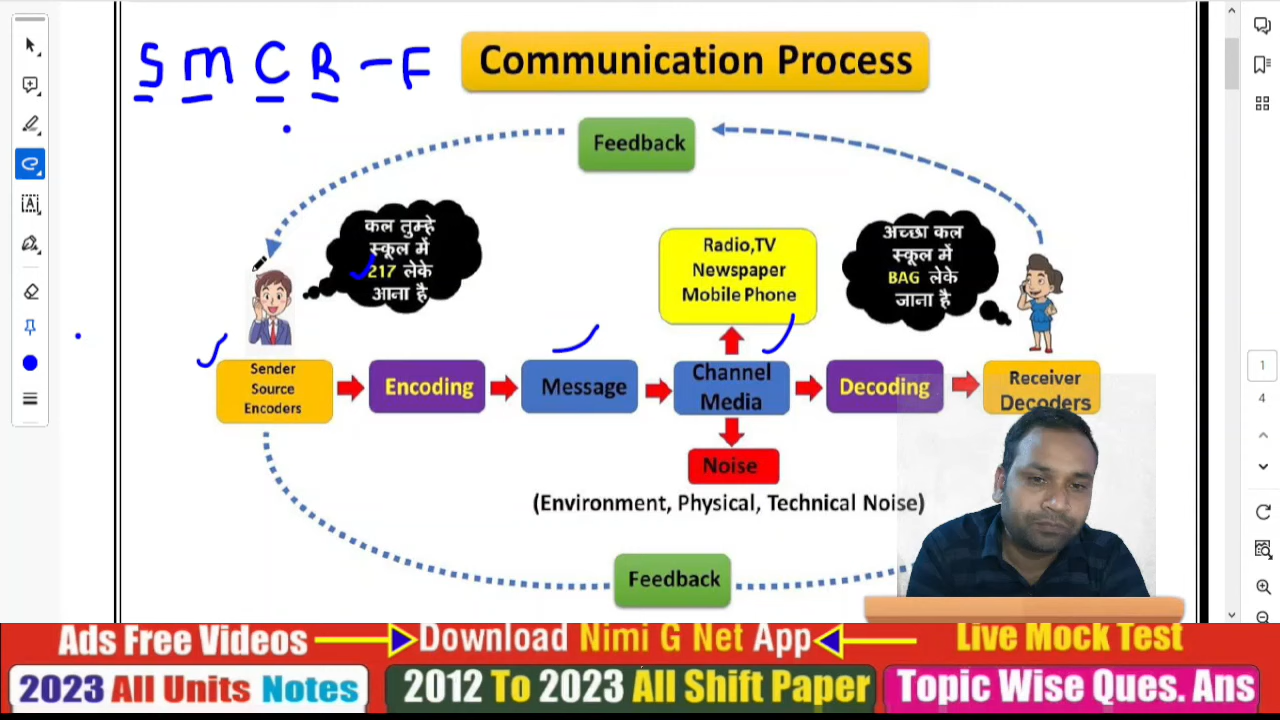 S M C R - F
Communication Process
Feedback
कल तुम्हे
स्कूल में
217 लेके
आना है
Radio,TV
Newspaper
Mobile Phone
अच्छा कल
स्कूल में
BAG लेके
जाना है
Sender
Source
Encoders
Encoding
Message
Channel
Media
Decoding
Receiver
Decoders
Noise
(Environment, Physical, Technical Noise)
Feedback
1
4
Ads Free Videos
Download Nimi G Net App
Live Mock Test
2023 All Units Notes
2012 To 2023 All Shift Paper
Topic Wise Ques. Ans